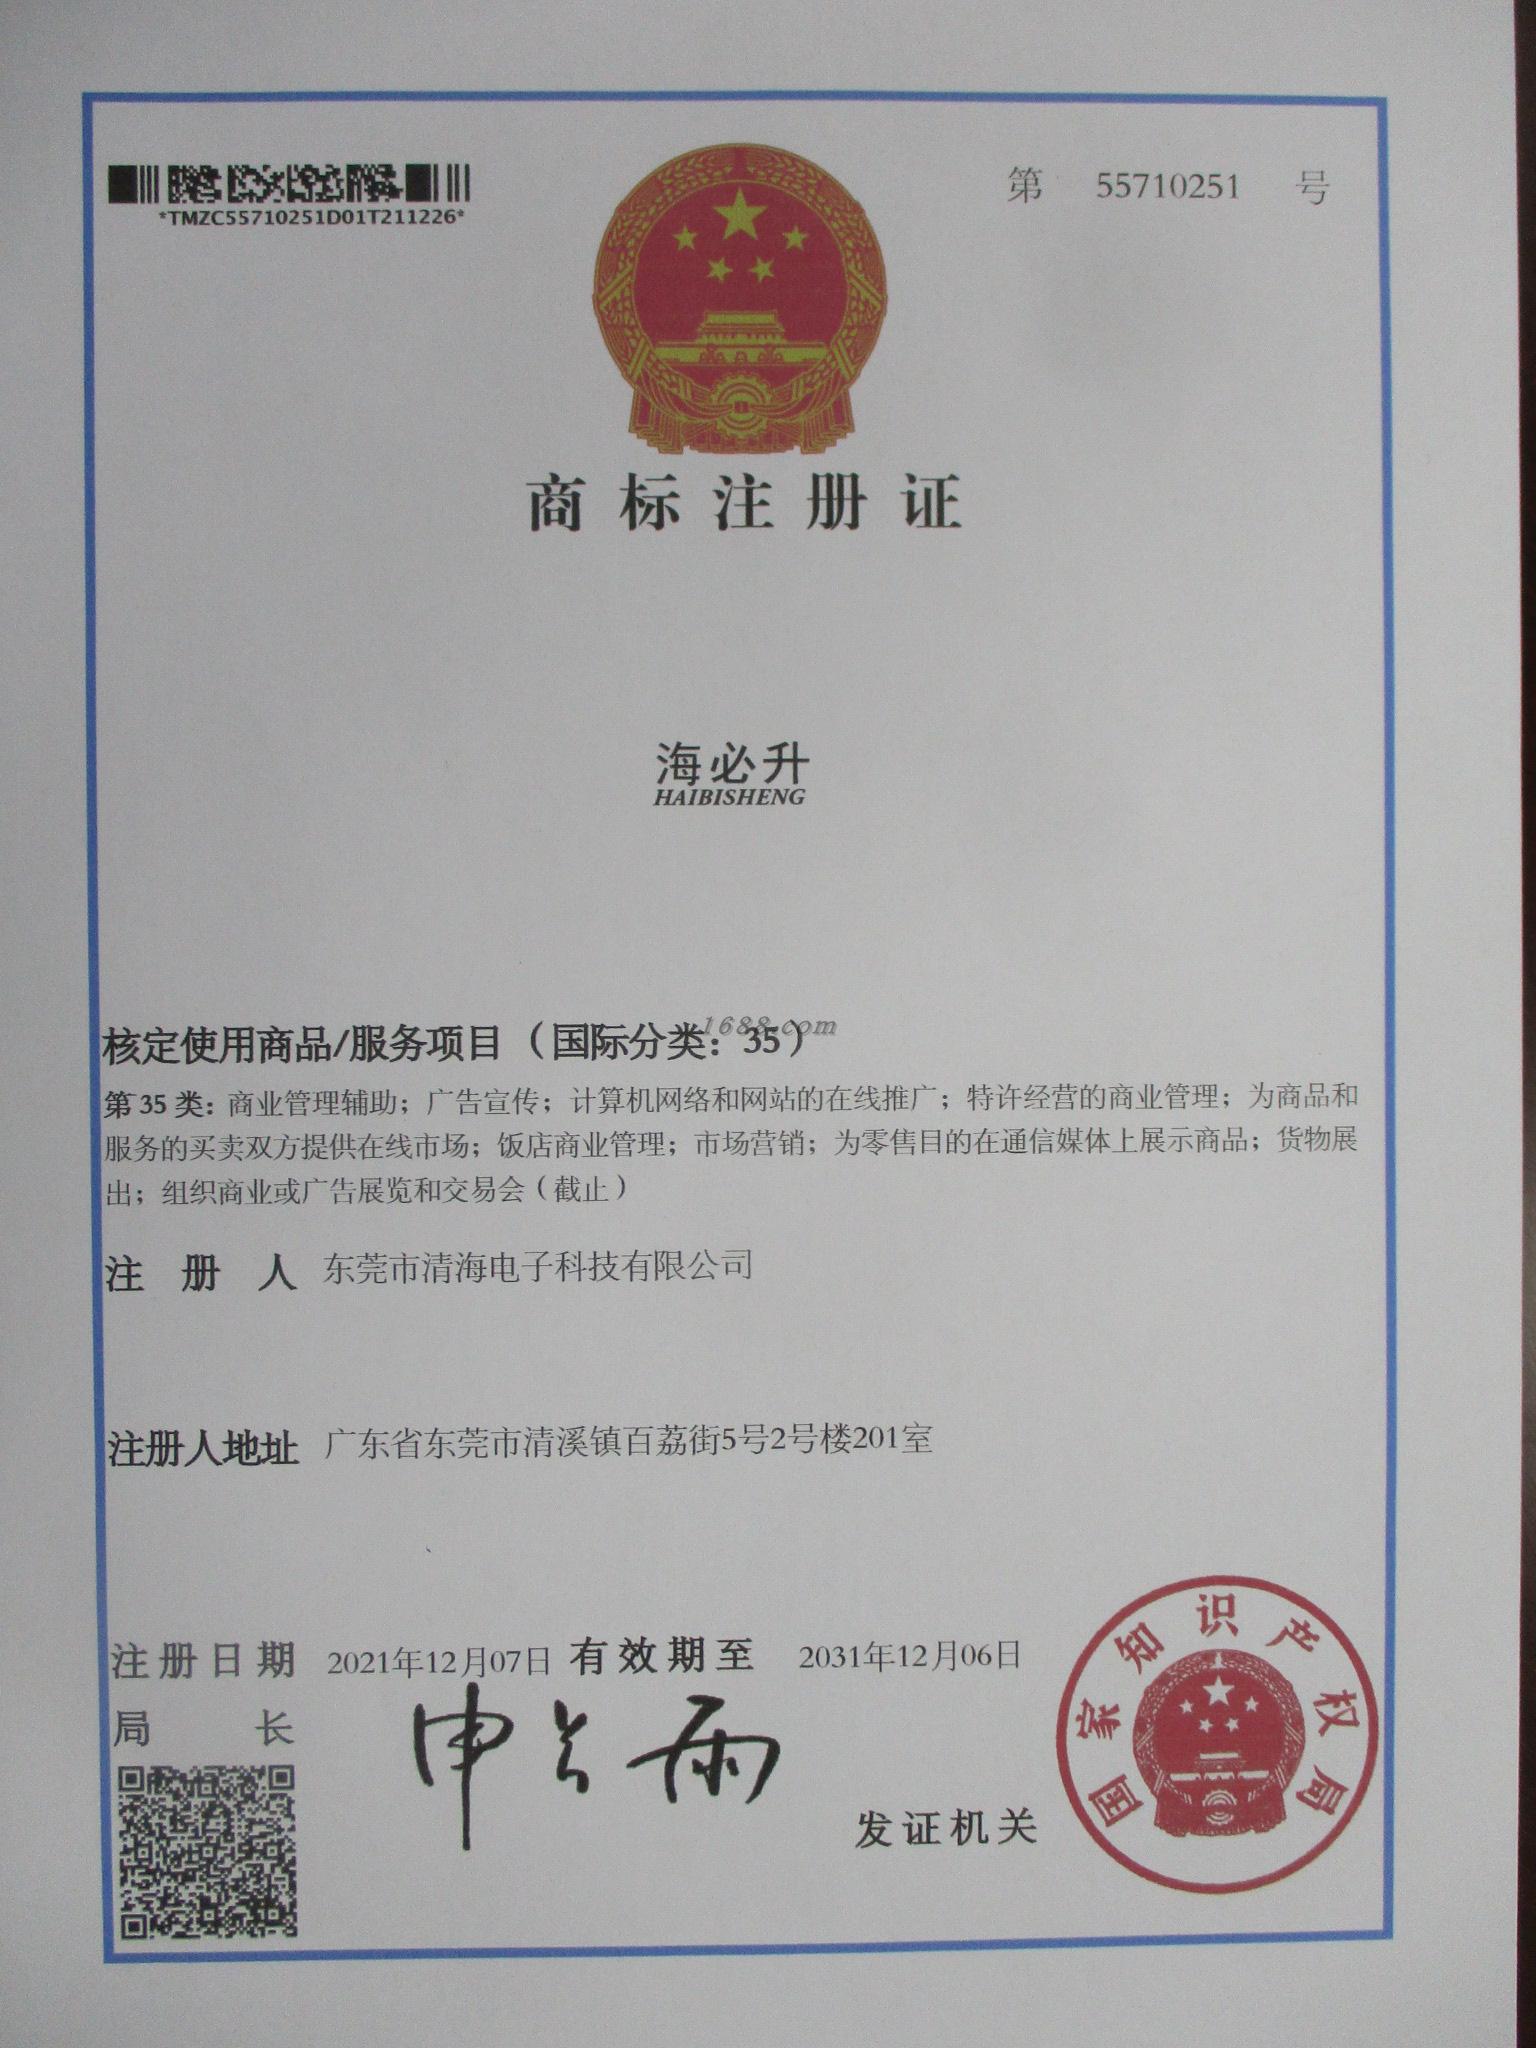 第 55710251 号
*TMZC55710251D01T211226*
商标注册证
海必升
HAIBISHENG
1688.com
核定使用商品/服务项目（国际分类：35）
第35类：商业管理辅助；广告宣传；计算机网络和网站的在线推广；特许经营的商业管理；为商品和
服务的买卖双方提供在线市场；饭店商业管理；市场营销；为零售目的在通信媒体上展示商品；货物展
出；组织商业或广告展览和交易会（截止）
注册人 东莞市清海电子科技有限公司
注册人地址 广东省东莞市清溪镇百荔街5号2号楼201室
注册日期 2021年12月07日 有效期至 2031年12月06日
局长 申长雨
发证机关
国家知识产权局